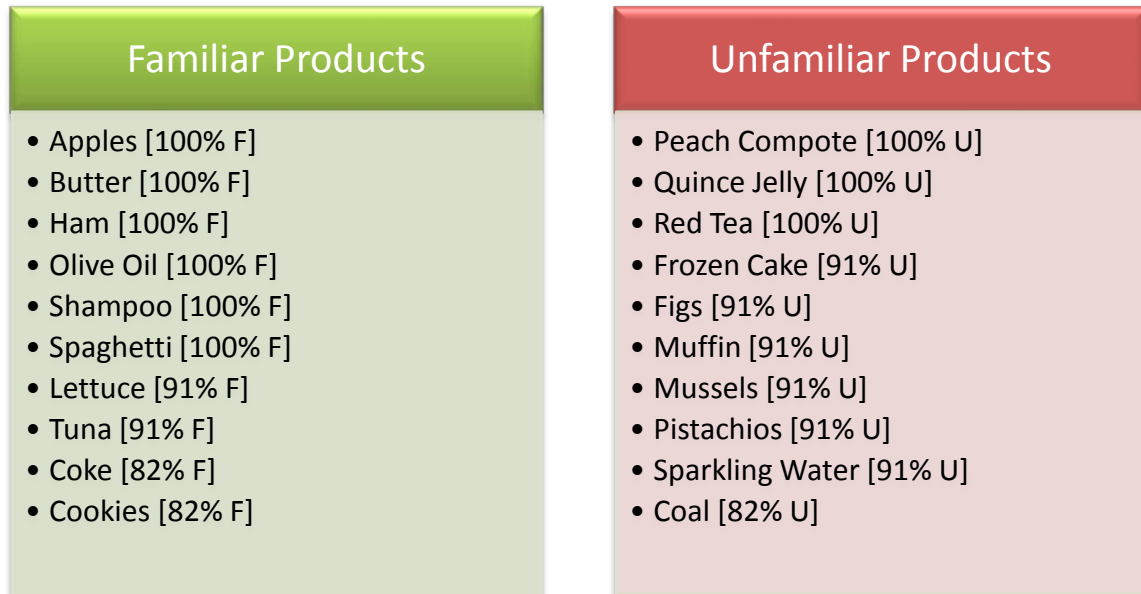 Familiar Products
• Apples [100% F]
• Butter [100% F]
• Ham [100% F]
• Olive Oil [100% F]
• Shampoo [100% F]
• Spaghetti [100% F]
• Lettuce [91% F]
• Tuna [91% F]
• Coke [82% F]
• Cookies [82% F]
Unfamiliar Products
• Peach Compote [100% U]
• Quince Jelly [100% U]
• Red Tea [100% U]
• Frozen Cake [91% U]
• Figs [91% U]
• Muffin [91% U]
• Mussels [91% U]
• Pistachios [91% U]
• Sparkling Water [91% U]
• Coal [82% U]